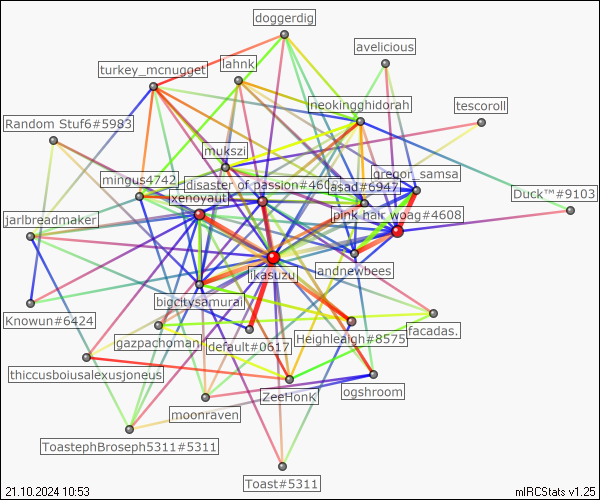 doggerdig
avelicious
lahnk
turkey_mcnugget
neokingghidorah
tescoroll
Random Stuf6#5983
mukszi
gregor_samsa
mingus4742
disaster of passion#460
asad#6947
Duck™#9103
xenoyaut
jarlbreadmaker
pink hair woag#4608
lkasuzu
andnewbees
bigcitysamurai
Knowun#6424
facadas.
gazpachoman
default#0617
Heighleaigh#8575
thiccusboiusalexusjoneus
ZeeHonK
ogshroom
moonraven
ToastephBroseph5311#5311
Toast#5311
21.10.2024 10:53
mIRCStats v1.25